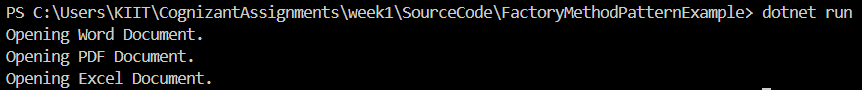 PS C:\Users\KIIT\CognizantAssignments\week1\SourceCode\FactoryMethodPatternExample> dotnet run
Opening Word Document.
Opening PDF Document.
Opening Excel Document.